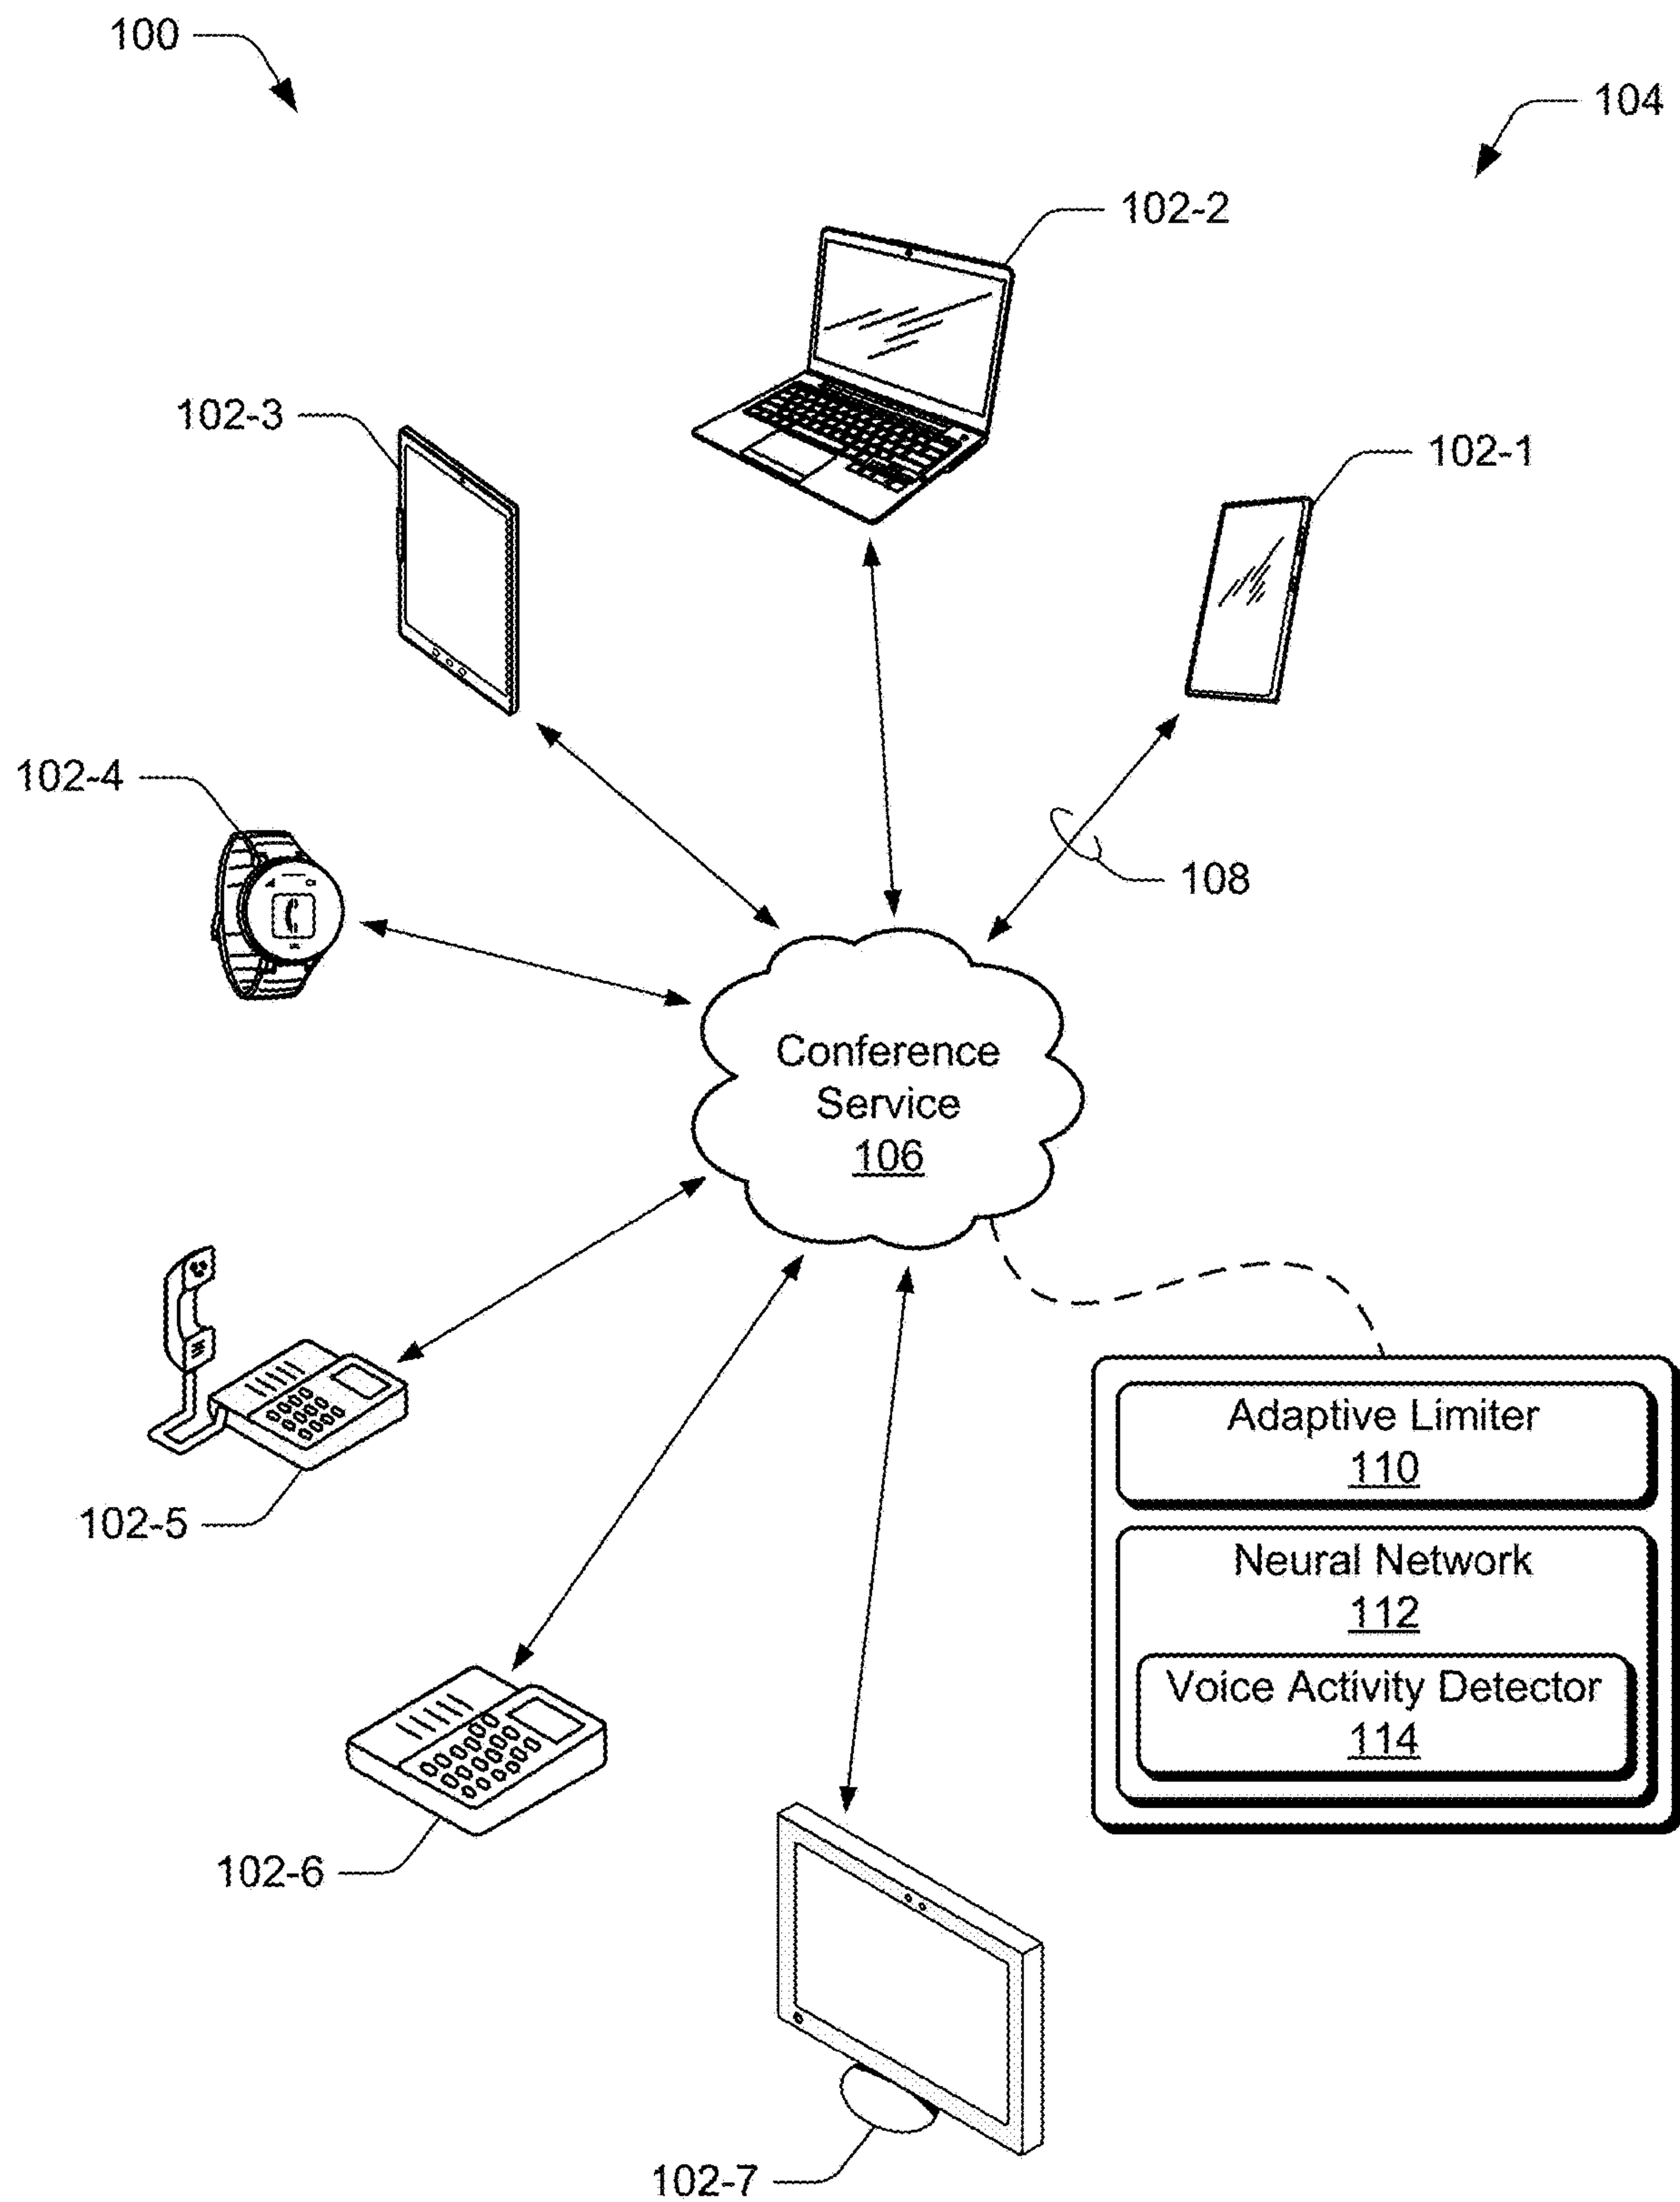 100
104
102-2
102-3
102-1
102-4
108
Conference
Service
106
Adaptive Limiter
110
102-5
Neural Network
112
Voice Activity Detector
114
102-6
102-7